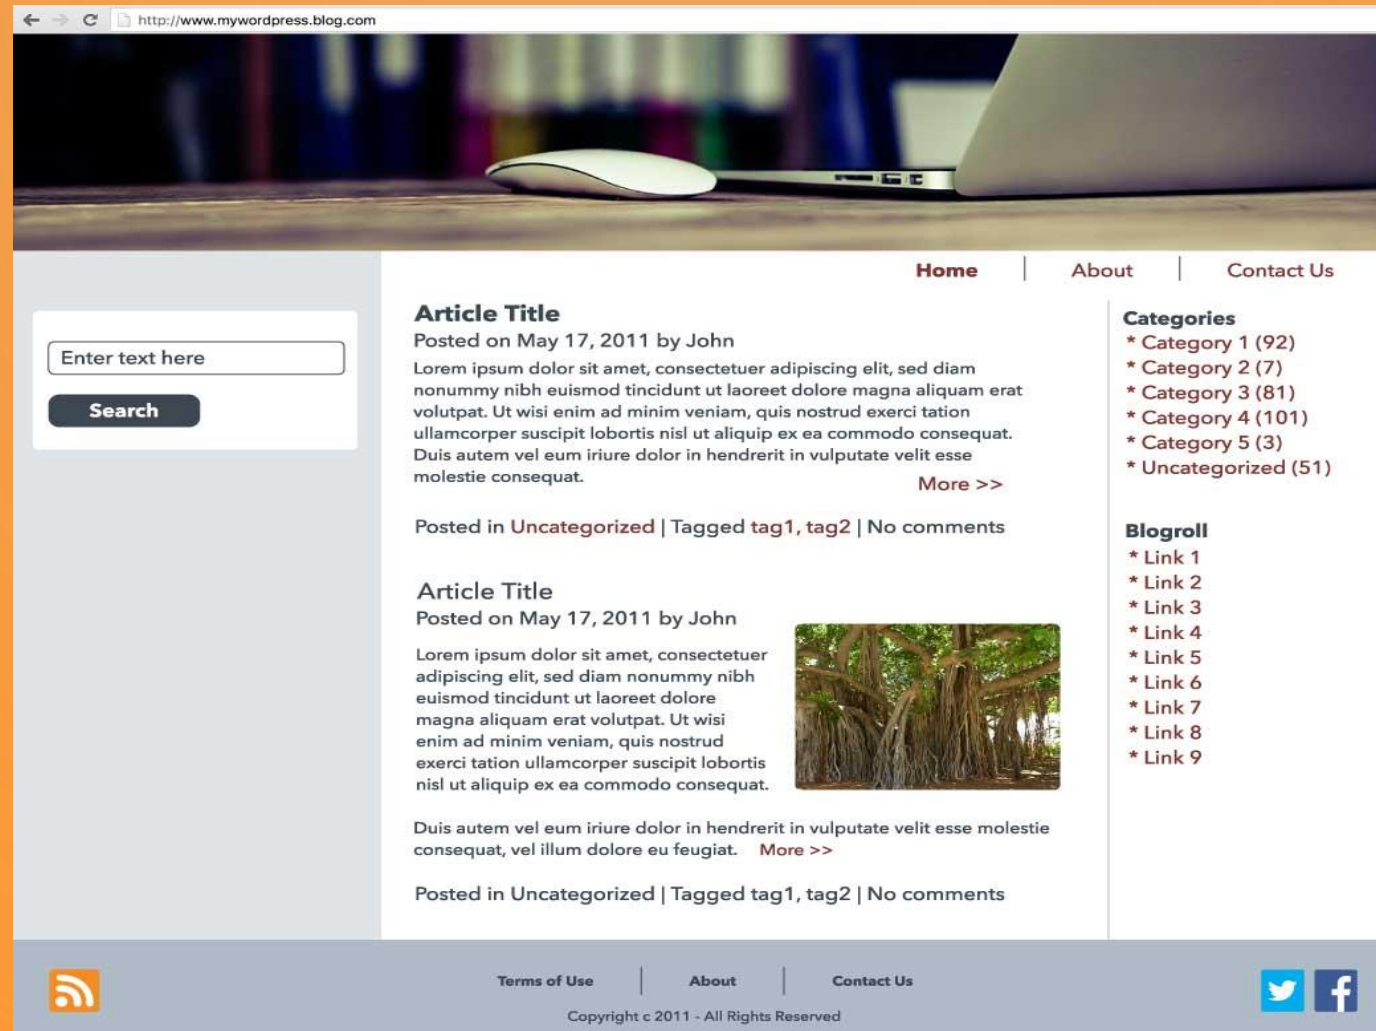 http://www.mywordpress.blog.com
Home | About | Contact Us
Enter text here
Search
Article Title
Posted on May 17, 2011 by John
Lorem ipsum dolor sit amet, consectetuer adipiscing elit, sed diam
nonummy nibh euismod tincidunt ut laoreet dolore magna aliquam erat
volutpat. Ut wisi enim ad minim veniam, quis nostrud exerci tation
ullamcorper suscipit lobortis nisl ut aliquip ex ea commodo consequat.
Duis autem vel eum iriure dolor in hendrerit in vulputate velit esse
molestie consequat.
More >>
Posted in Uncategorized | Tagged tag1, tag2 | No comments
Article Title
Posted on May 17, 2011 by John
Lorem ipsum dolor sit amet, consectetuer
adipiscing elit, sed diam nonummy nibh
euismod tincidunt ut laoreet dolore
magna aliquam erat volutpat. Ut wisi
enim ad minim veniam, quis nostrud
exerci tation ullamcorper suscipit lobortis
nisl ut aliquip ex ea commodo consequat.
Duis autem vel eum iriure dolor in hendrerit in vulputate velit esse molestie
consequat, vel illum dolore eu feugiat. More >>
Posted in Uncategorized | Tagged tag1, tag2 | No comments
Categories
* Category 1 (92)
* Category 2 (7)
* Category 3 (81)
* Category 4 (101)
* Category 5 (3)
* Uncategorized (51)
Blogroll
* Link 1
* Link 2
* Link 3
* Link 4
* Link 5
* Link 6
* Link 7
* Link 8
* Link 9
Terms of Use | About | Contact Us
Copyright c 2011 - All Rights Reserved